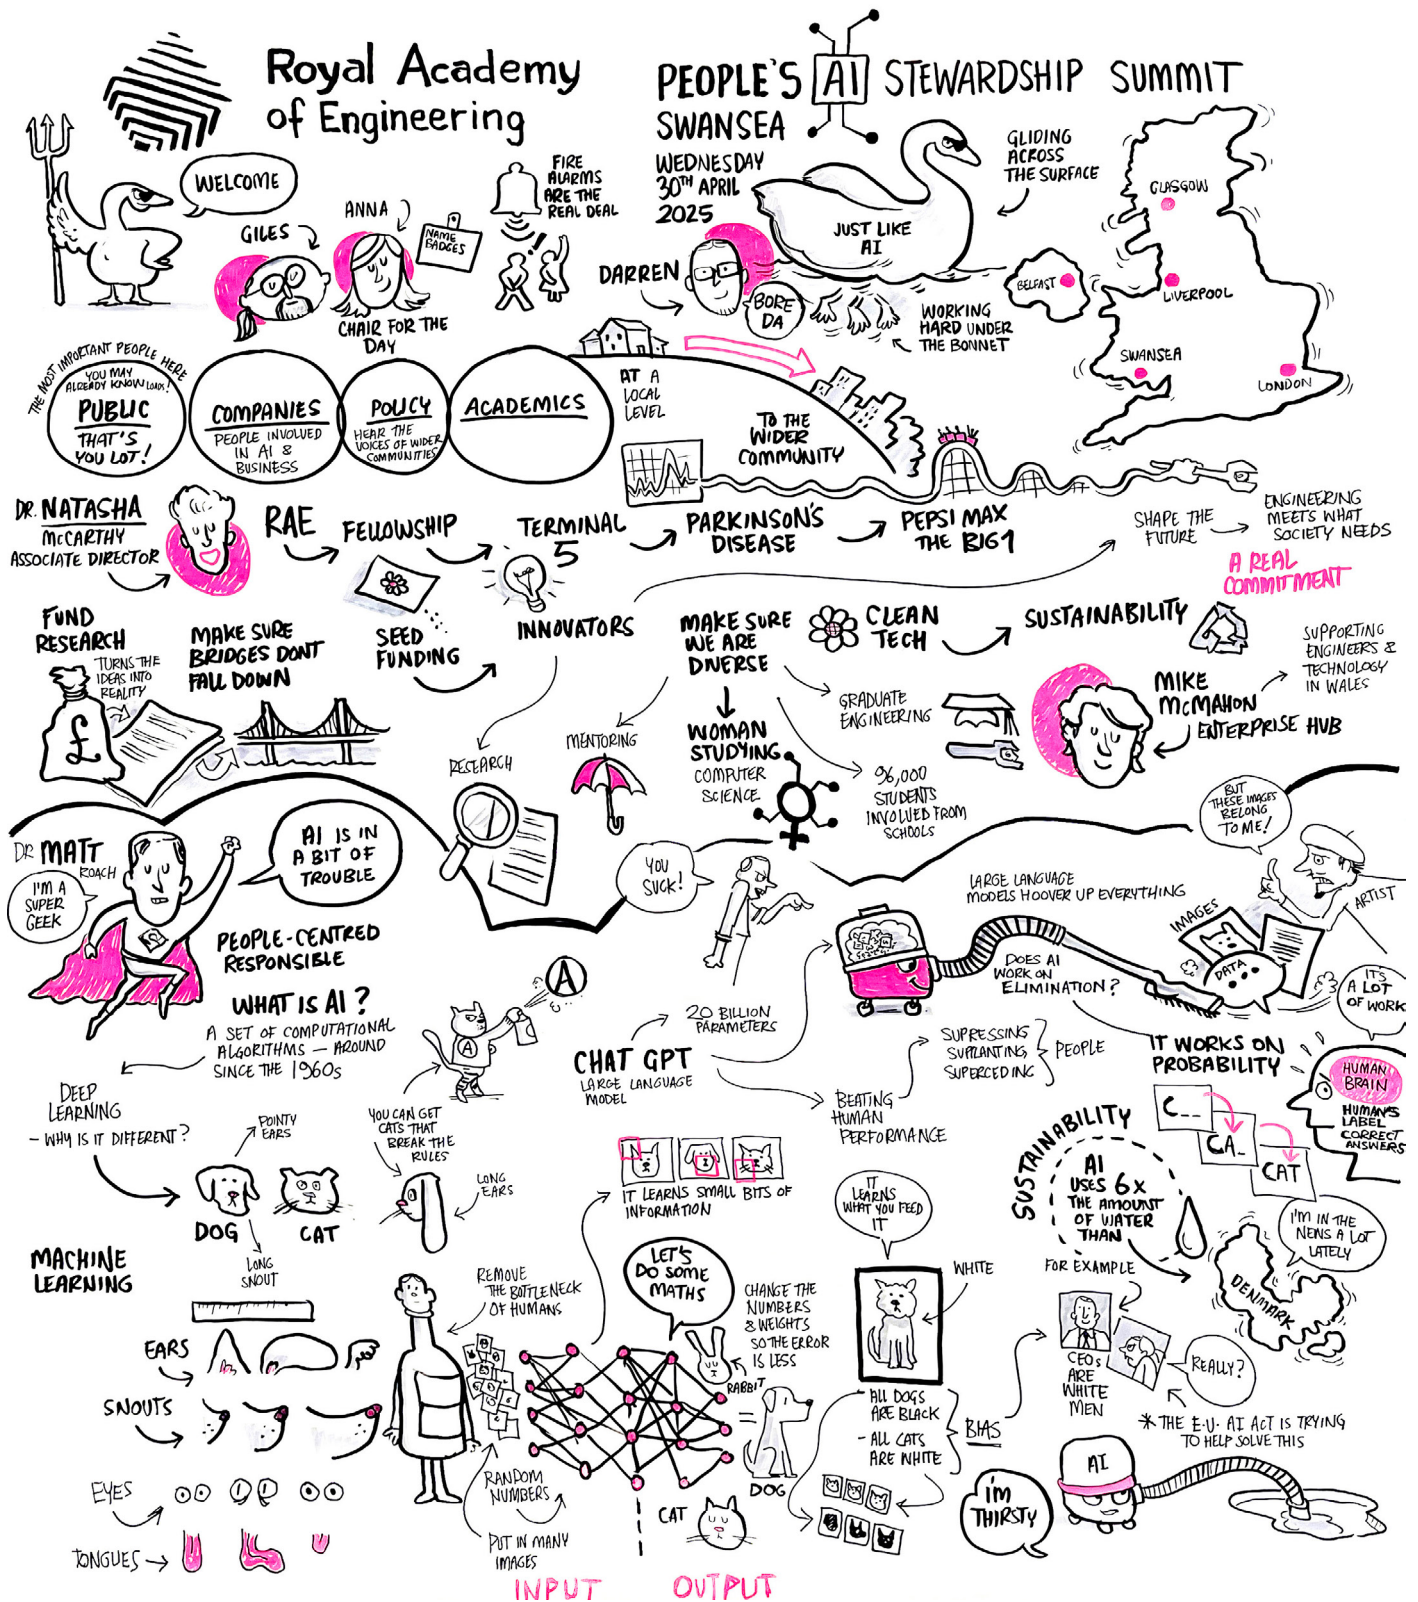 Royal Academy
of Engineering
PEOPLE'S AI STEWARDSHIP SUMMIT
SWANSEA
WEDNESDAY
30TH APRIL
2025
WELCOME
GILES
ANNA
NAME
BADGES
CHAIR FOR THE
DAY
FIRE
ALARMS
ARE THE
REAL DEAL
DARREN
BORE
DA
JUST LIKE
AI
GLIDING
ACROSS
THE SURFACE
WORKING
HARD UNDER
THE BONNET
GLASGOW
BELFAST
LIVERPOOL
SWANSEA
LONDON
THE MOST IMPORTANT PEOPLE HERE
YOU MAY
ALREADY KNOW LOADS!
PUBLIC
THAT'S
YOU LOT!
COMPANIES
PEOPLE INVOLVED
IN AI &
BUSINESS
POLICY
HEAR THE
VOICES OF WIDER
COMMUNITIES
ACADEMICS
AT A
LOCAL
LEVEL
TO THE
WIDER
COMMUNITY
DR. NATASHA
McCARTHY
ASSOCIATE DIRECTOR
RAE
FELLOWSHIP
TERMINAL
5
PARKINSON'S
DISEASE
PEPSI MAX
THE BIG 1
SHAPE THE
FUTURE
ENGINEERING
MEETS WHAT
SOCIETY NEEDS
A REAL
COMMITMENT
FUND
RESEARCH
TURNS THE
IDEAS INTO
REALITY
£
MAKE SURE
BRIDGES DONT
FALL DOWN
SEED
FUNDING
INNOVATORS
RESEARCH
MAKE SURE
WE ARE
DIVERSE
MENTORING
WOMAN
STUDYING
COMPUTER
SCIENCE
GRADUATE
ENGINEERING
96,000
STUDENTS
INVOLVED FROM
SCHOOLS
CLEAN
TECH
SUSTAINABILITY
MIKE
McMAHON
ENTERPRISE HUB
SUPPORTING
ENGINEERS &
TECHNOLOGY
IN WALES
DR MATT
ROACH
I'M A
SUPER
GEEK
AI IS IN
A BIT OF
TROUBLE
PEOPLE-CENTRED
RESPONSIBLE
WHAT IS AI?
A SET OF COMPUTATIONAL
ALGORITHMS – AROUND
SINCE THE 1960s
DEEP
LEARNING
- WHY IS IT DIFFERENT?
POINTY
EARS
DOG
CAT
LONG
SNOUT
A
A
YOU CAN GET
CATS THAT
BREAK THE
RULES
LONG
EARS
MACHINE
LEARNING
EARS
SNOUTS
EYES
TONGUES
YOU
SUCK!
20 BILLION
PARAMETERS
CHAT GPT
LARGE LANGUAGE
MODEL
BEATING
HUMAN
PERFORMANCE
SUPRESSING
SUPLANTING
SUPERCEDING
PEOPLE
LARGE LANGUAGE
MODELS HOOVER UP EVERYTHING
DOES AI
WORK ON
ELIMINATION?
IMAGES
DATA
BUT
THESE IMAGES
BELONG
TO ME!
ARTIST
IT WORKS ON
PROBABILITY
C _ _
CA_
CAT
IT'S
A LOT
OF WORK
HUMAN
BRAIN
HUMANS
LABEL
CORRECT
ANSWERS
IT LEARNS SMALL BITS OF
INFORMATION
REMOVE
THE BOTTLENECK
OF HUMANS
LET'S
DO SOME
MATHS
CHANGE THE
NUMBERS
& WEIGHTS
SO THE ERROR
IS LESS
RABBIT
=
DOG
CAT
RANDOM
NUMBERS
PUT IN MANY
IMAGES
INPUT
OUTPUT
IT
LEARNS
WHAT YOU FEED
IT
WHITE
- ALL DOGS
ARE BLACK
- ALL CATS
ARE WHITE
BIAS
SUSTAINABILITY
AI
USES 6x
THE AMOUNT
OF WATER
THAN
DENMARK
I'M IN THE
NEWS A LOT
LATELY
FOR EXAMPLE
CEOs
ARE
WHITE
MEN
REALLY?
* THE E.U. AI ACT IS TRYING
TO HELP SOLVE THIS
AI
I'M
THIRSTY